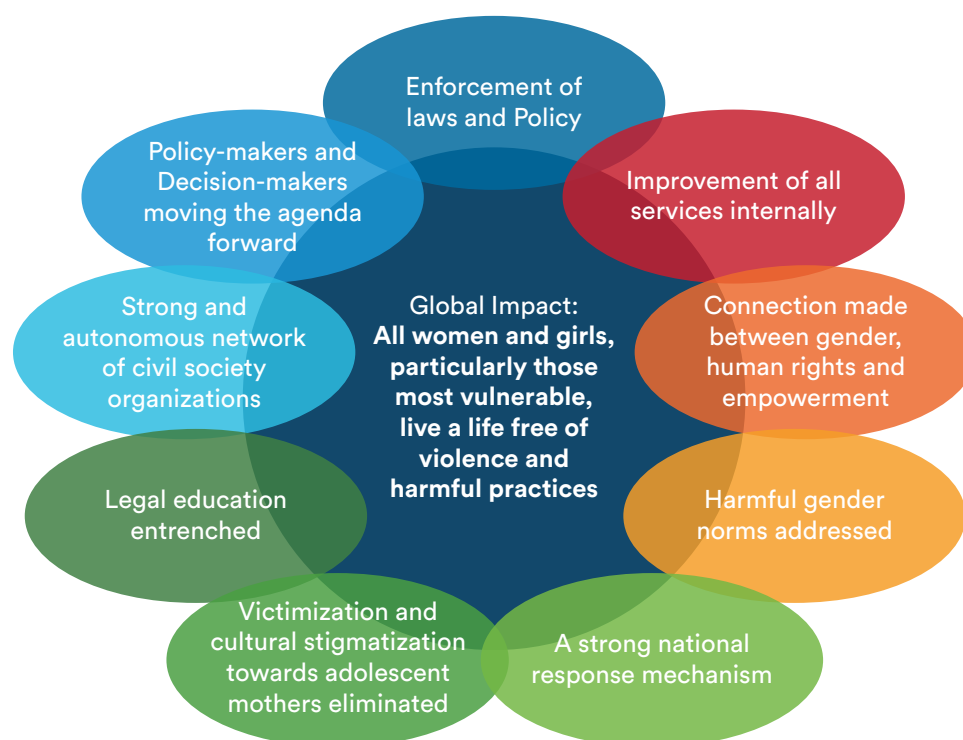 Enforcement of
laws and Policy
Improvement of all
services internally
Connection made
between gender,
human rights and
empowerment
Harmful gender
norms addressed
A strong national
response mechanism
Victimization and
cultural stigmatization
towards adolescent
mothers eliminated
Legal education
entrenched
Strong and
autonomous network
of civil society
organizations
Policy-makers and
Decision-makers
moving the agenda
forward
Global Impact:
All women and girls,
particularly those
most vulnerable,
live a life free of
violence and
harmful practices